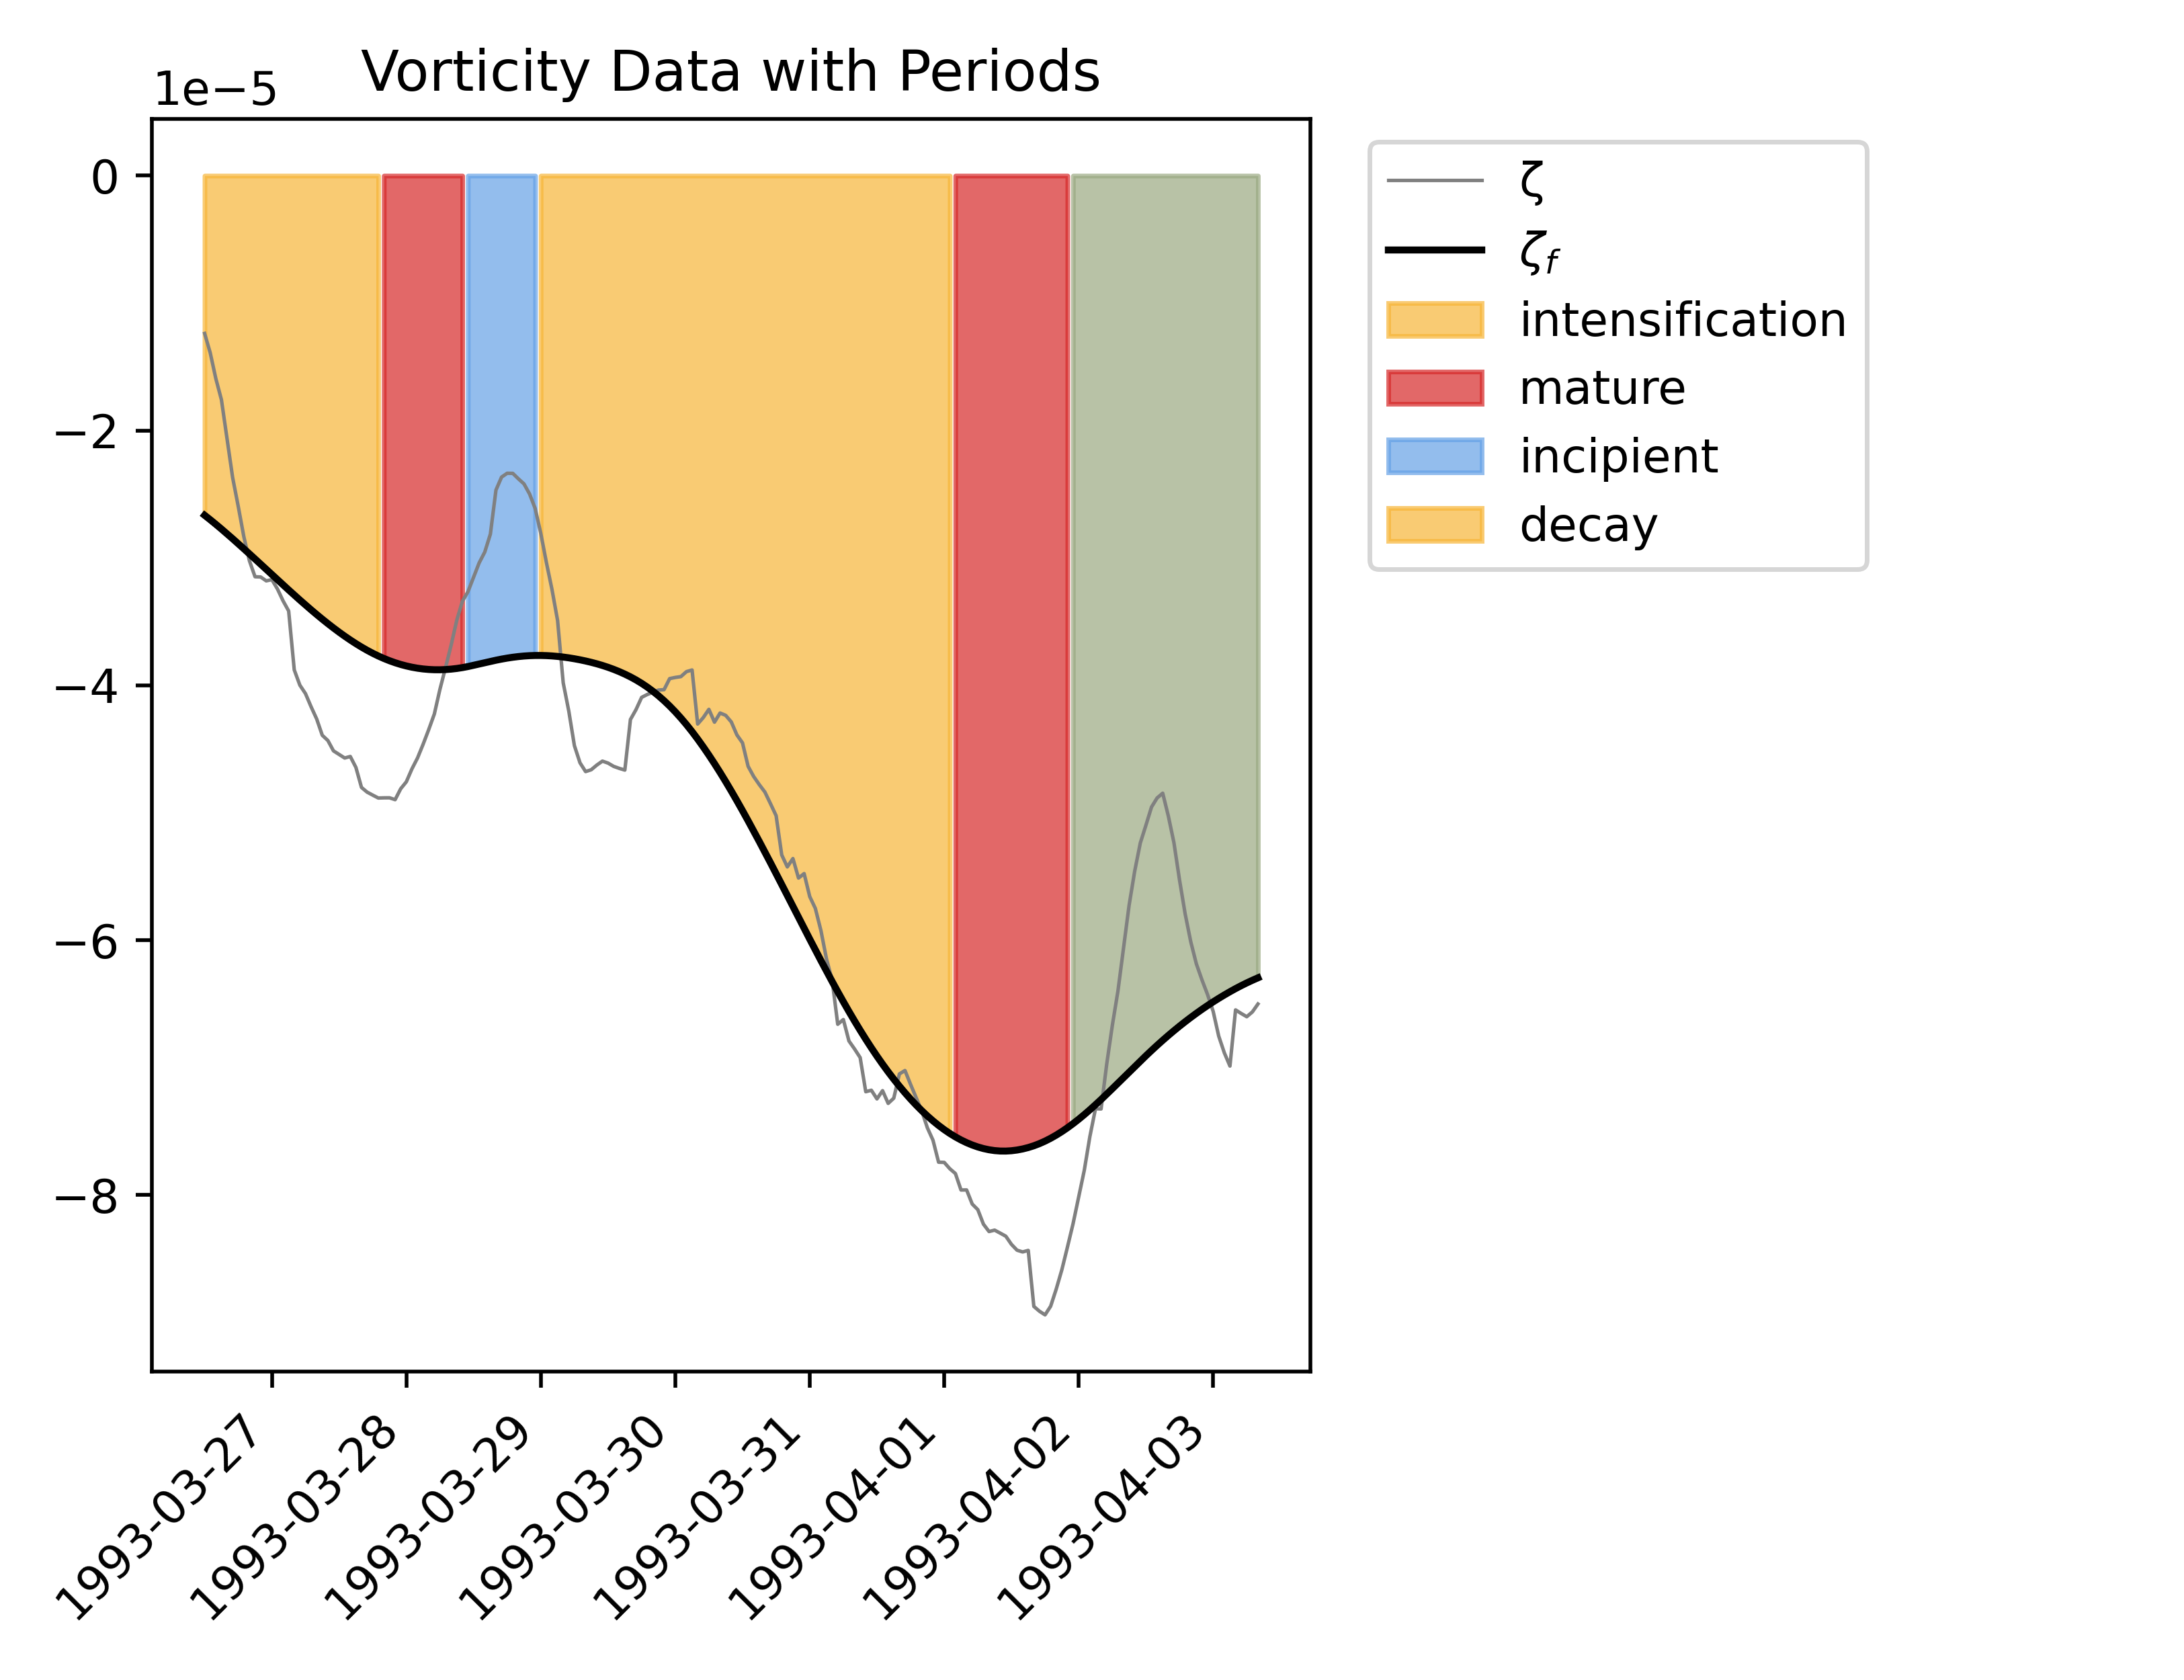 Vorticity Data with Periods
1e−5
0
−2
−4
−6
−8
1993-03-27
1993-03-28
1993-03-29
1993-03-30
1993-03-31
1993-04-01
1993-04-02
1993-04-03
ζ
ζf
intensification
mature
incipient
decay